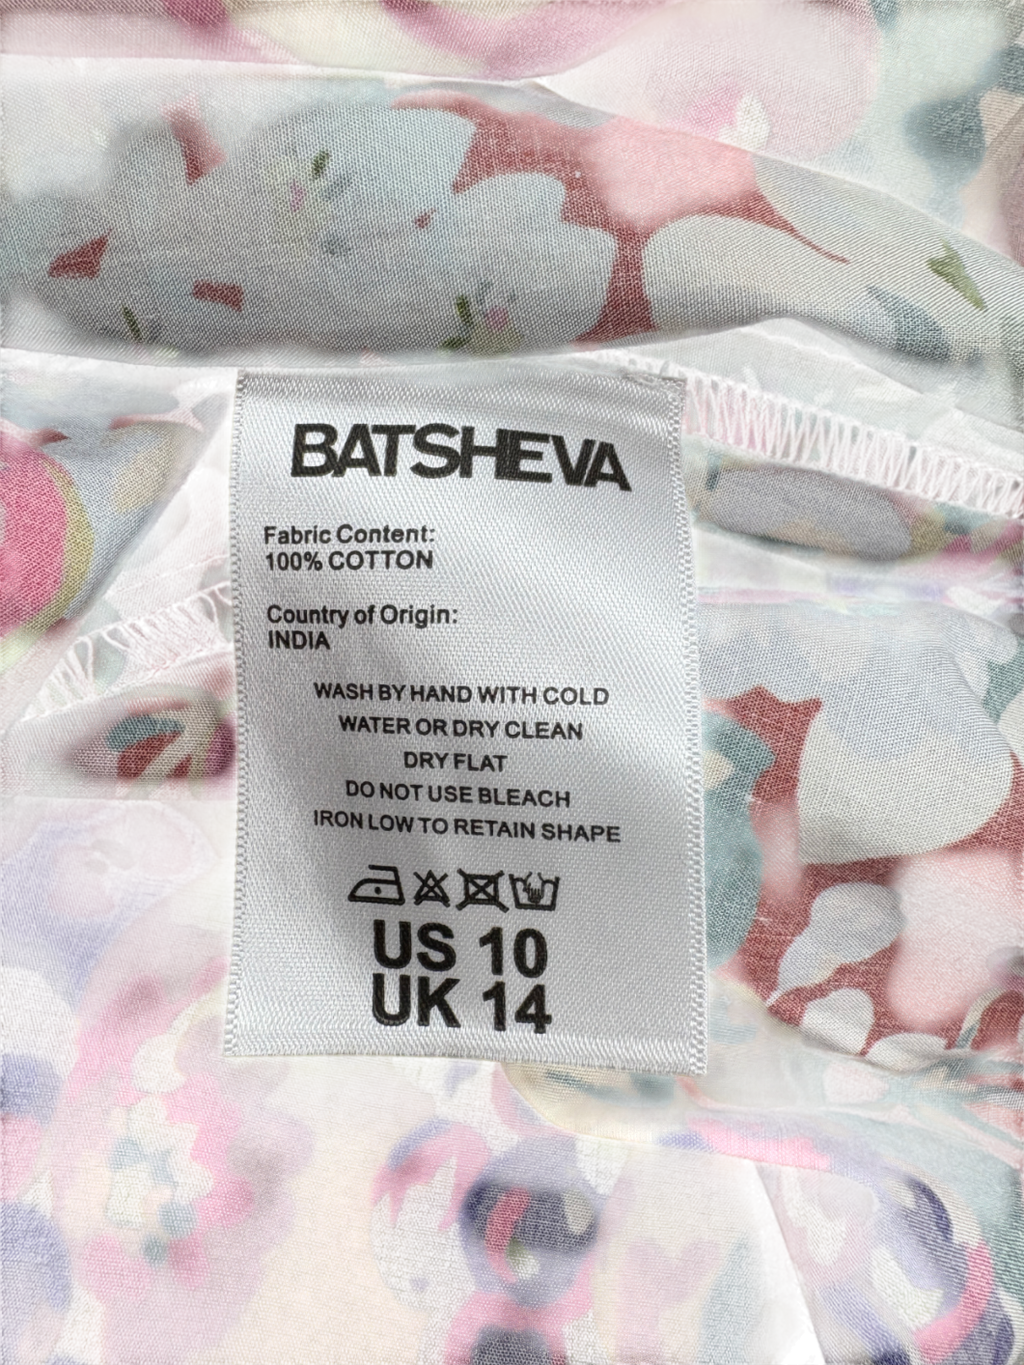 BATSHEVA
Fabric Content:
100% COTTON
Country of Origin:
INDIA
WASH BY HAND WITH COLD
WATER OR DRY CLEAN
DRY FLAT
DO NOT USE BLEACH
IRON LOW TO RETAIN SHAPE
US 10
UK 14